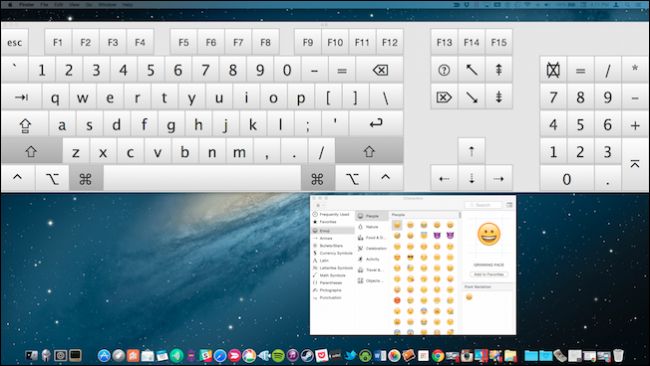 Finder File Edit View Go Window Help
esc F1 F2 F3 F4 F5 F6 F7 F8 F9 F10 F11 F12 F13 F14 F15
` 1 2 3 4 5 6 7 8 9 0 - = = / *
q w e r t y u i o p [ ] \ 7 8 9 -
a s d f g h j k l ; ' 4 5 6 +
z x c v b n m , . / 1 2 3
0 .
Characters
Search
Frequently Used
Favorites
Emoji
Arrows
Bullets/Stars
Currency Symbols
Latin
Letterlike Symbols
Math Symbols
Parentheses
Pictographs
Punctuation
People
Nature
Food & D...
Celebration
Activity
Travel & ...
Objects ...
People
GRINNING FACE
Add to Favorites
Font Variation